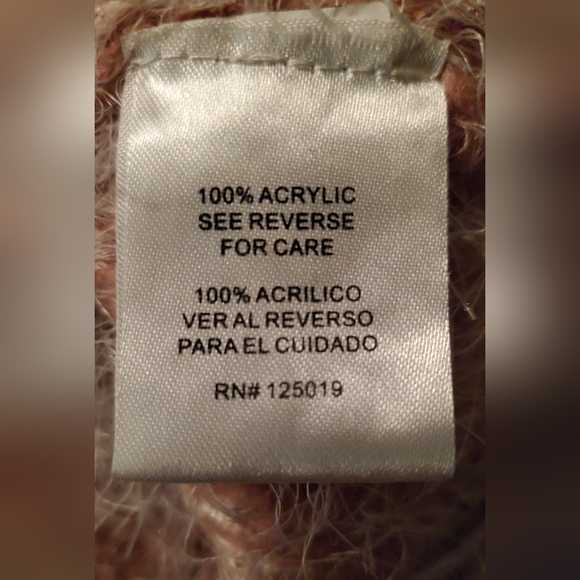 100% ACRYLIC
SEE REVERSE
FOR CARE
100% ACRILICO
VER AL REVERSO
PARA EL CUIDADO
RN# 125019